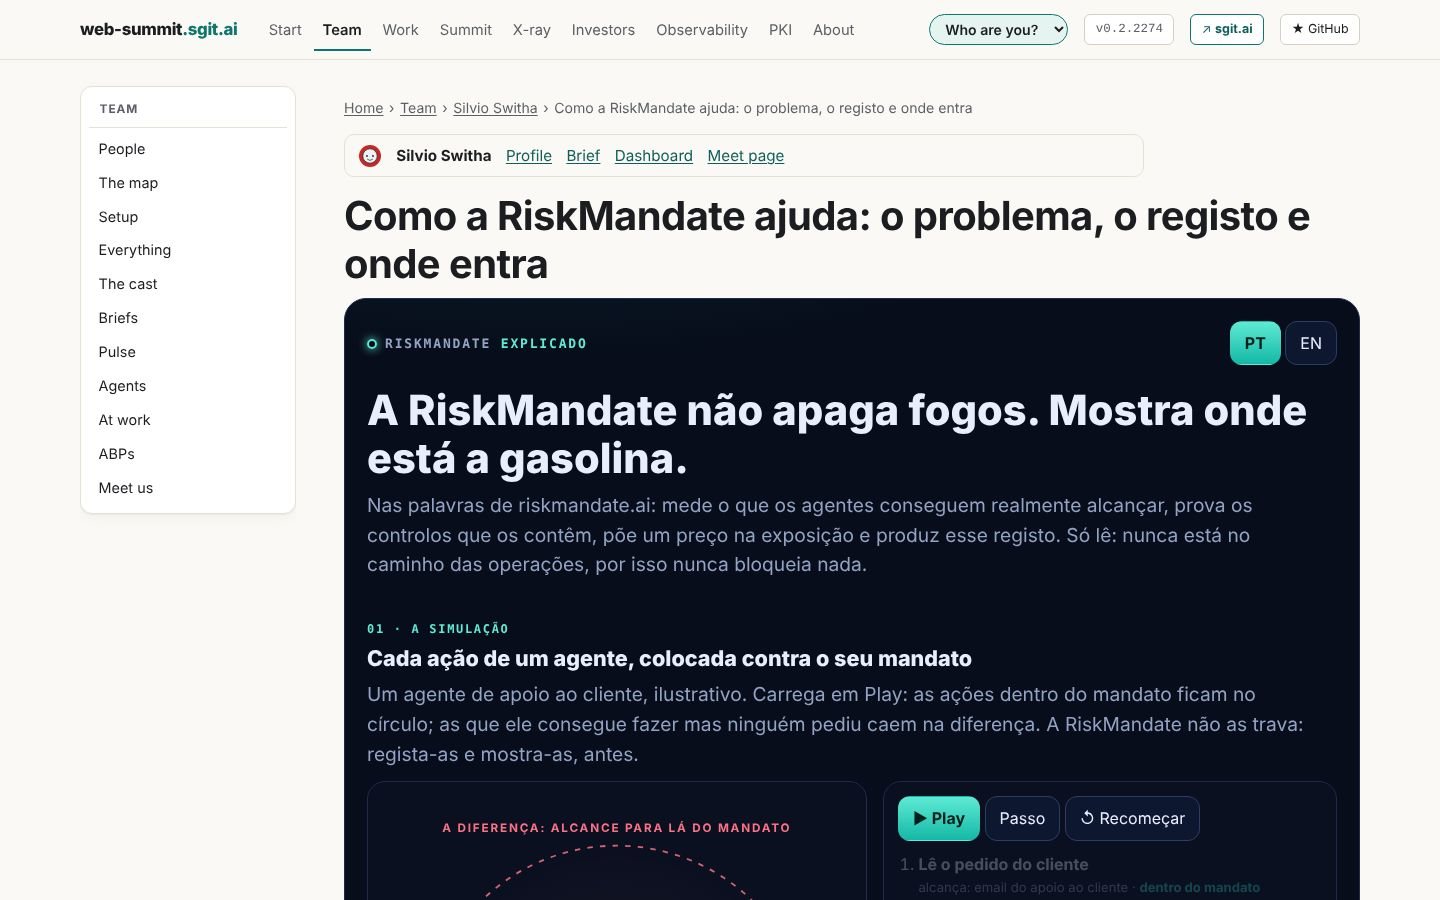 web-summit.sgit.ai
Start
Team
Work
Summit
X-ray
Investors
Observability
PKI
About
Who are you?
v0.2.2274
↗ sgit.ai
★ GitHub
TEAM
People
The map
Setup
Everything
The cast
Briefs
Pulse
Agents
At work
ABPs
Meet us
Home › Team › Silvio Switha › Como a RiskMandate ajuda: o problema, o registo e onde entra
Silvio Switha Profile Brief Dashboard Meet page
Como a RiskMandate ajuda: o problema, o registo e
onde entra
RISKMANDATE EXPLICADO
PT
EN
A RiskMandate não apaga fogos. Mostra onde
está a gasolina.
Nas palavras de riskmandate.ai: mede o que os agentes conseguem realmente alcançar, prova os
controlos que os contêm, põe um preço na exposição e produz esse registo. Só lê: nunca está no
caminho das operações, por isso nunca bloqueia nada.
01 · A SIMULAÇÃO
Cada ação de um agente, colocada contra o seu mandato
Um agente de apoio ao cliente, ilustrativo. Carrega em Play: as ações dentro do mandato ficam no
círculo; as que ele consegue fazer mas ninguém pediu caem na diferença. A RiskMandate não as trava:
regista-as e mostra-as, antes.
A DIFERENÇA: ALCANCE PARA LÁ DO MANDATO
▶ Play
Passo
↺ Recomeçar
1. Lê o pedido do cliente
alcança: email do apoio ao cliente · dentro do mandato